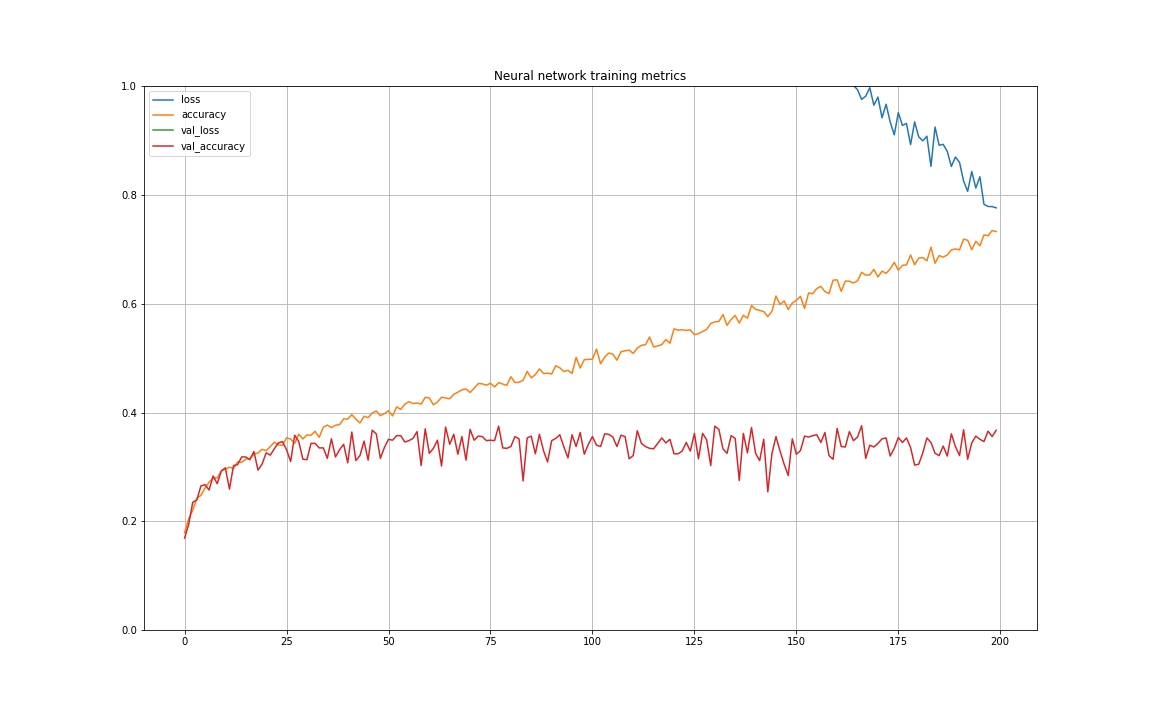 Neural network training metrics
1.0
loss
accuracy
val_loss
val_accuracy
0.8
0.6
0.4
0.2
0.0
0 25 50 75 100 125 150 175 200